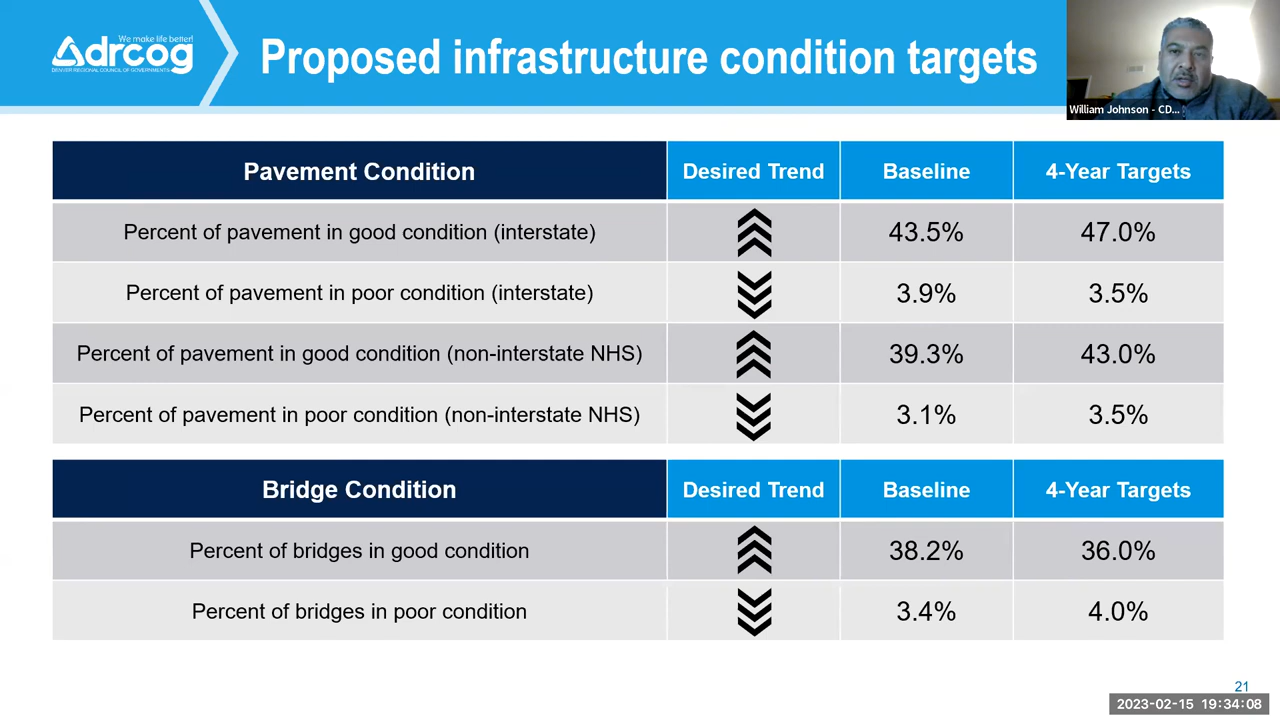 We make life better!
drcog
DENVER REGIONAL COUNCIL OF GOVERNMENTS
Proposed infrastructure condition targets
William Johnson - CD...
Pavement Condition Desired Trend Baseline 4-Year Targets
Percent of pavement in good condition (interstate) 43.5% 47.0%
Percent of pavement in poor condition (interstate) 3.9% 3.5%
Percent of pavement in good condition (non-interstate NHS) 39.3% 43.0%
Percent of pavement in poor condition (non-interstate NHS) 3.1% 3.5%
Bridge Condition Desired Trend Baseline 4-Year Targets
Percent of bridges in good condition 38.2% 36.0%
Percent of bridges in poor condition 3.4% 4.0%
21
2023-02-15 19:34:08